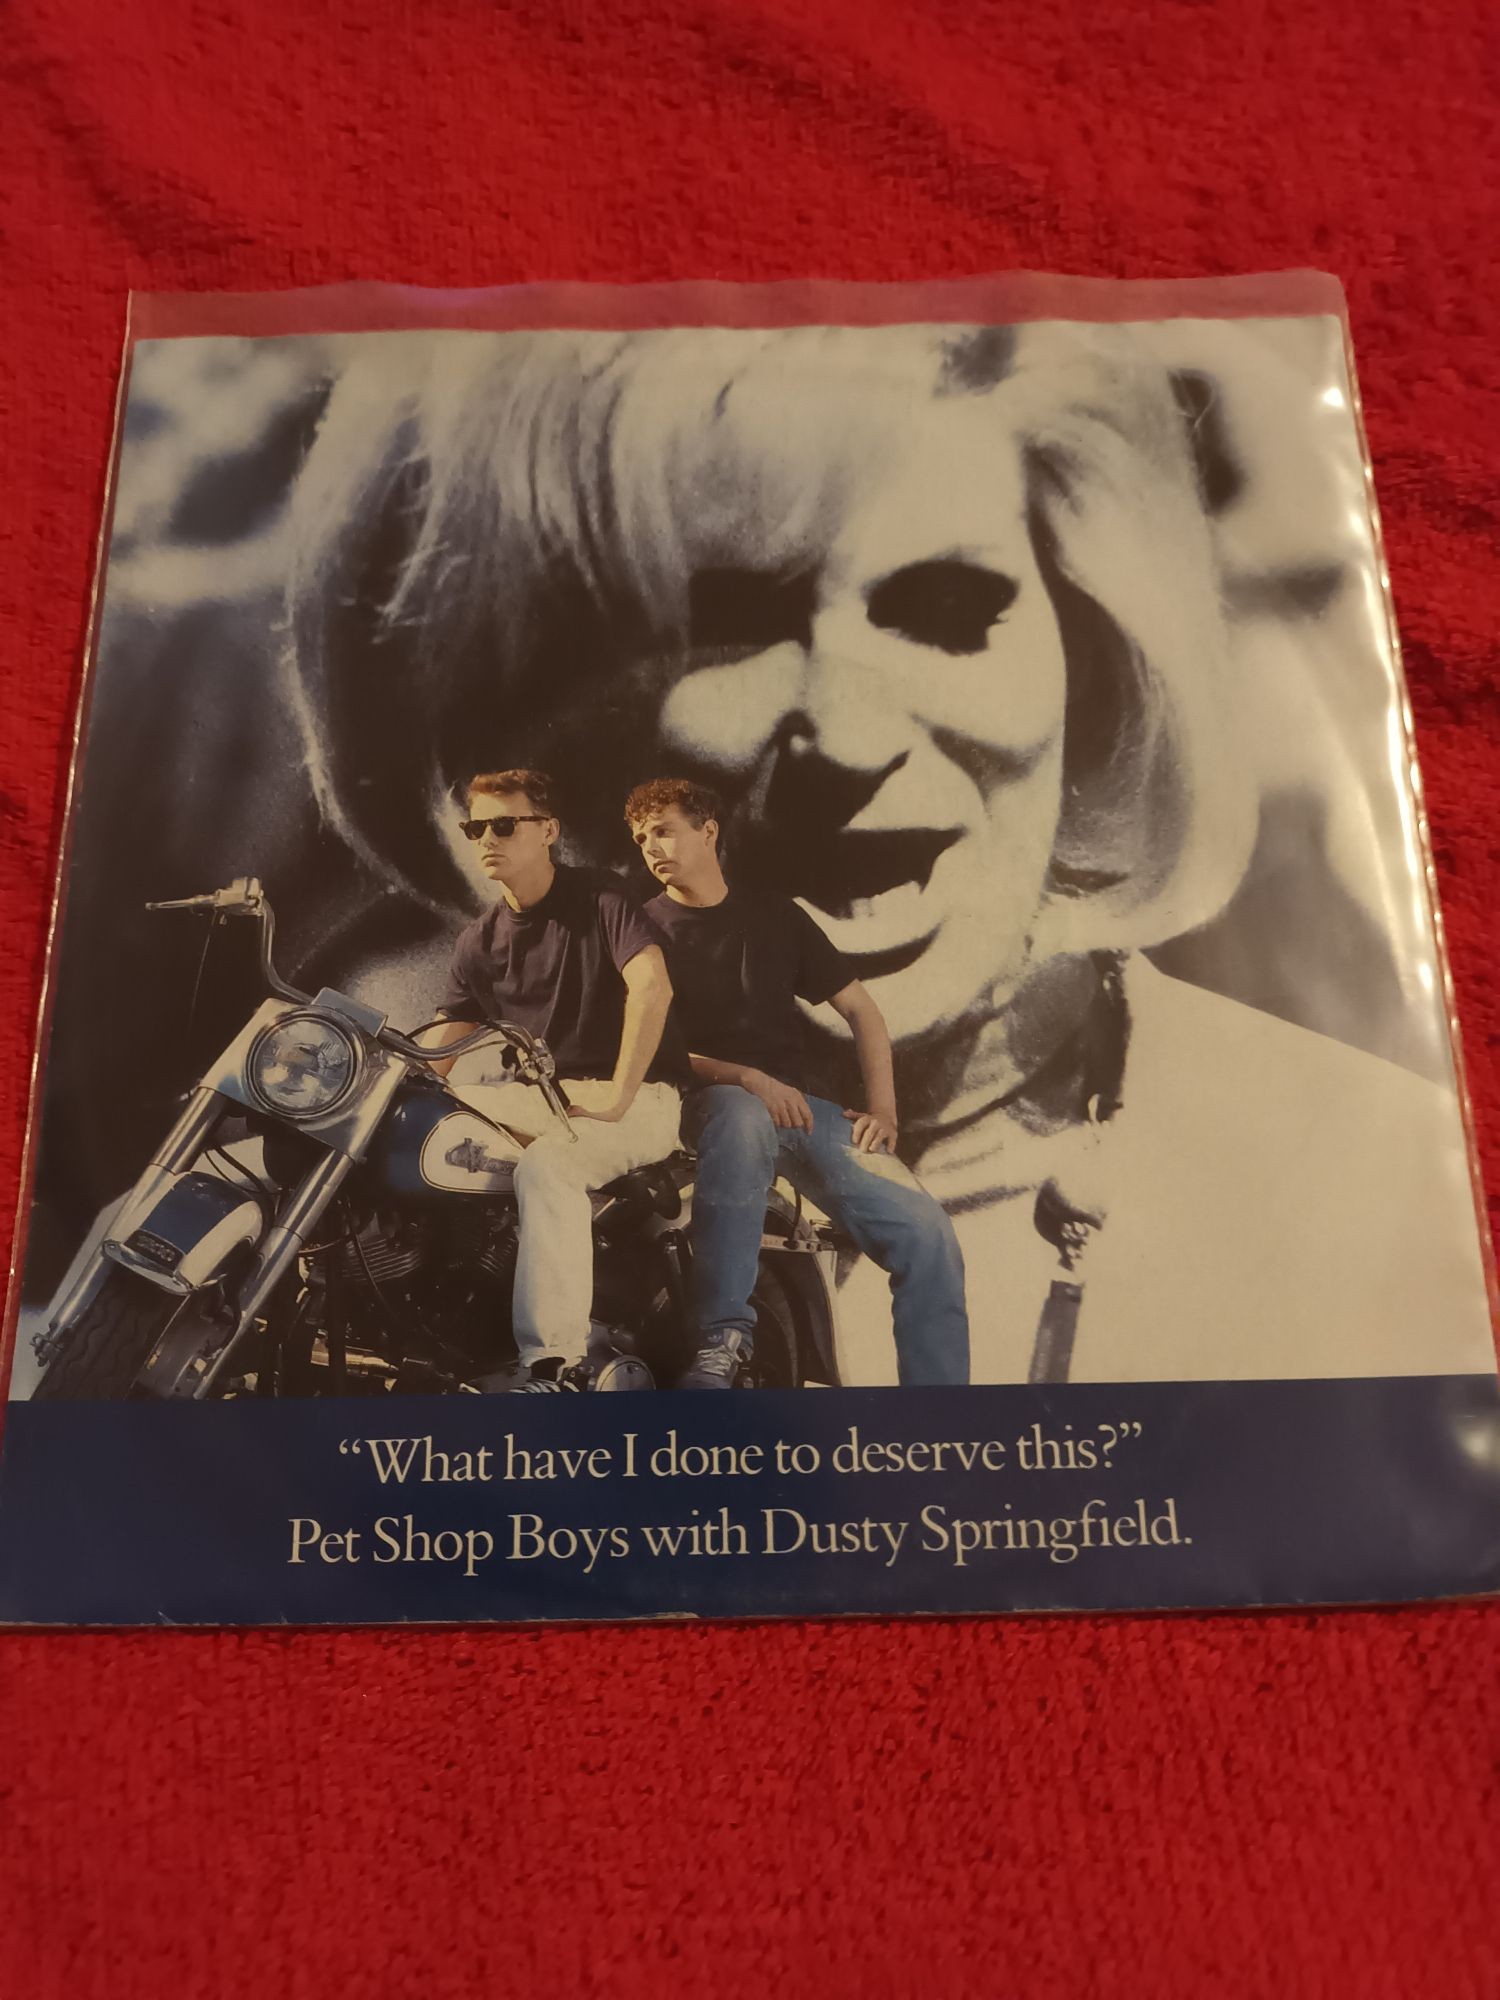 “What have I done to deserve this?”
Pet Shop Boys with Dusty Springfield.